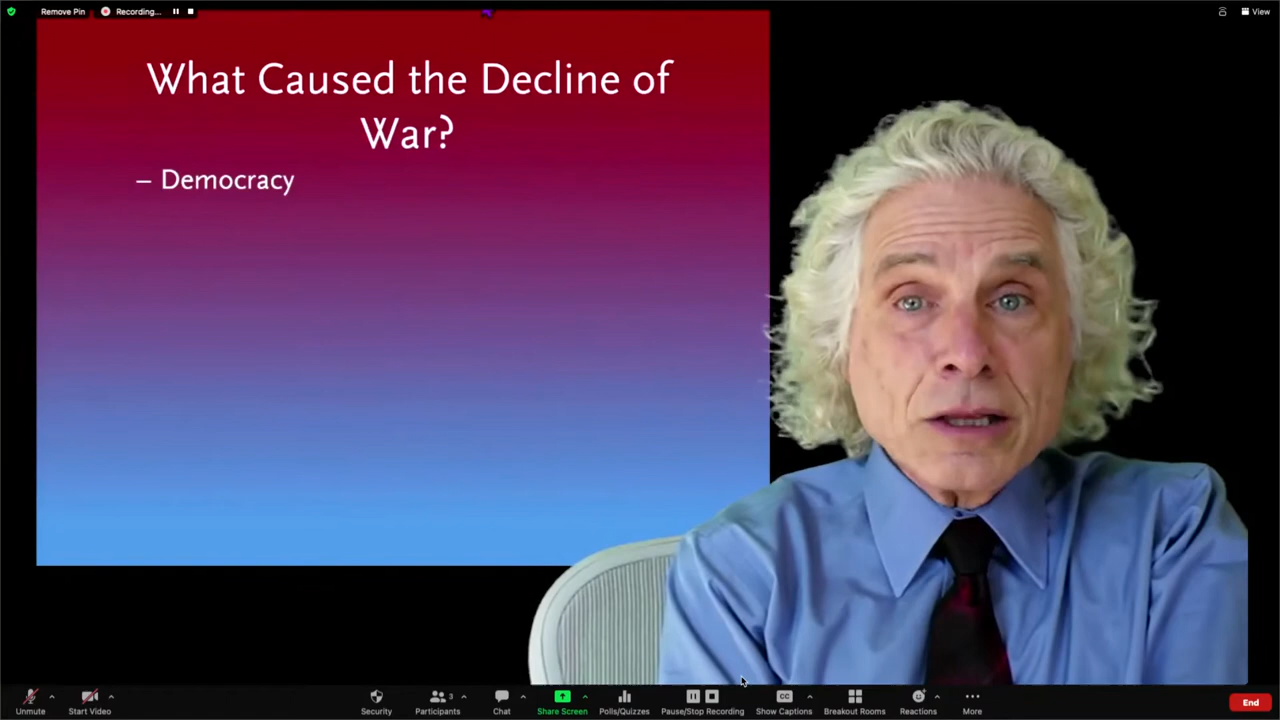 Remove Pin
Recording...
View
What Caused the Decline of
War?
– Democracy
Unmute
Start Video
Security
Participants
3
Chat
Share Screen
Polls/Quizzes
Pause/Stop Recording
CC
Show Captions
Breakout Rooms
Reactions
More
End